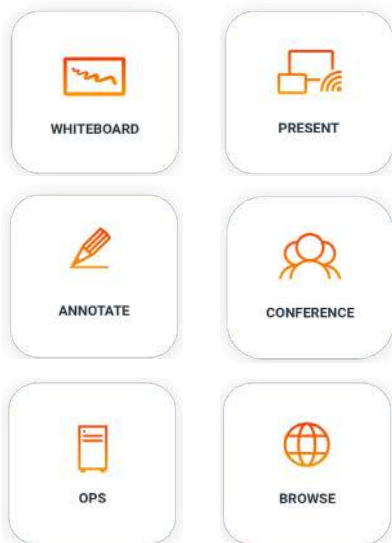 WHITEBOARD
PRESENT
ANNOTATE
CONFERENCE
OPS
BROWSE